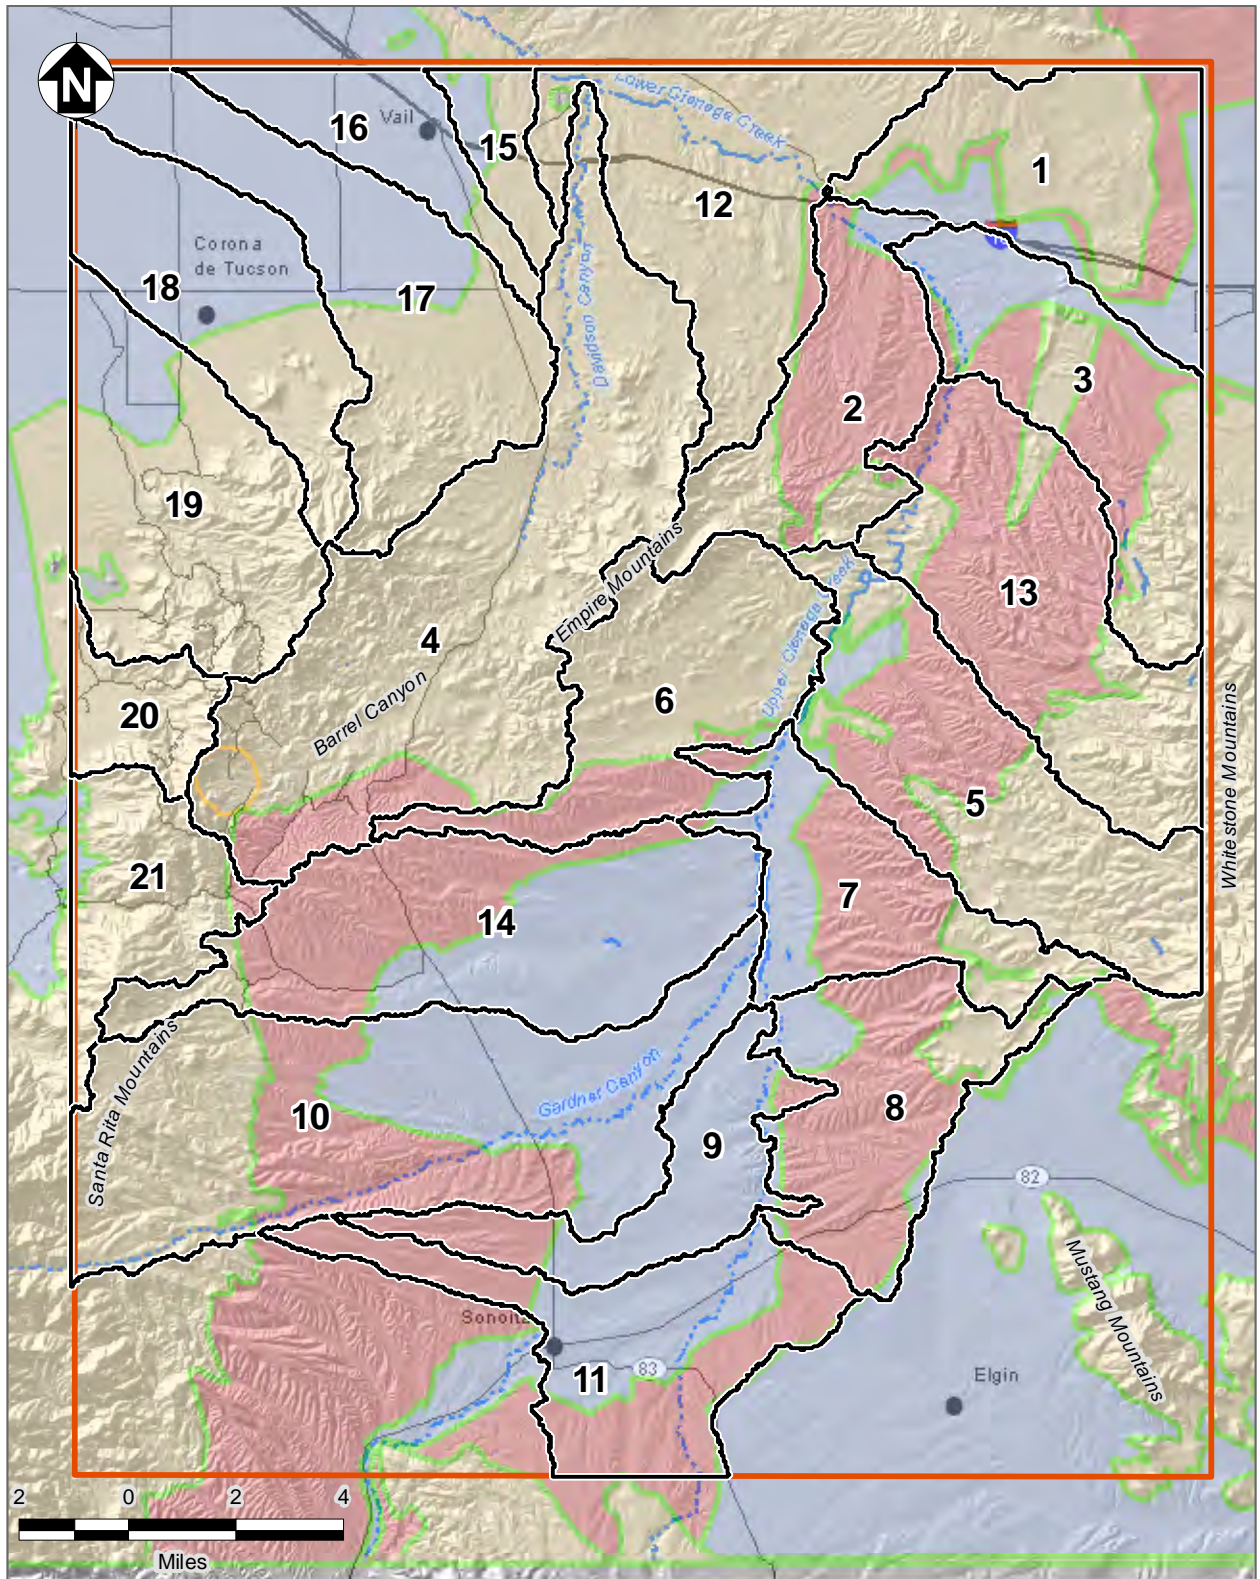 N
Lower Cienega Creek
16
Vail
15
1
12
Corona
de Tucson
18
17
Davidson Canyon
3
2
19
Empire Mountains
13
4
Upper Cienega Creek
6
20
Barrel Canyon
Whitestone Mountains
5
21
7
14
Santa Rita Mountains
Gardner Canyon
10
8
9
82
Mustang Mountains
11
83
Elgin
2
0
2
4
Miles